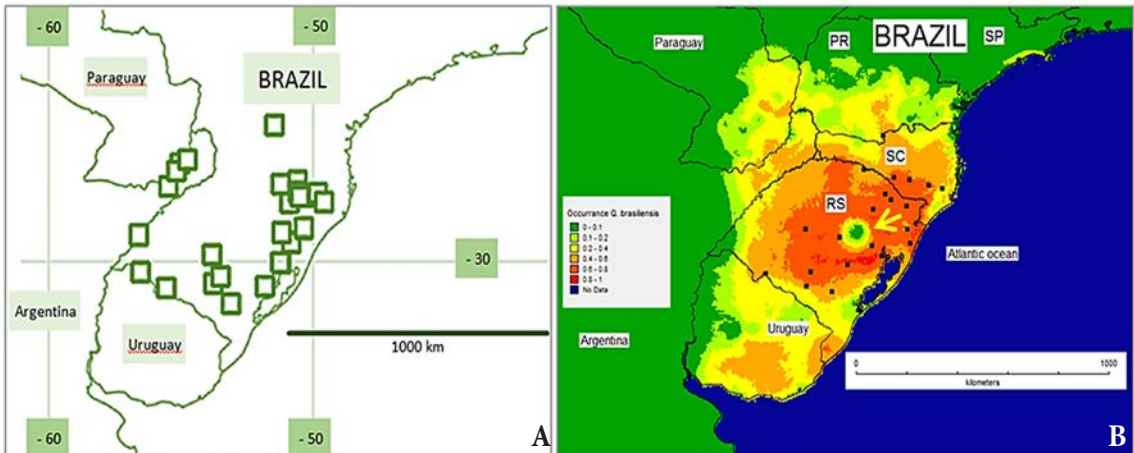 - 60
- 50
Paraguay
BRAZIL
- 30
Argentina
Uruguay
1000 km
- 60
- 50
A
Paraguay
PR
BRAZIL
SP
SC
RS
Occurrance Q. brasiliensis
0 - 0.1
0.1 - 0.2
0.2 - 0.4
0.4 - 0.6
0.6 - 0.8
0.8 - 1
No Data
Atlantic ocean
Uruguay
Argentina
0
1000
kilometers
B